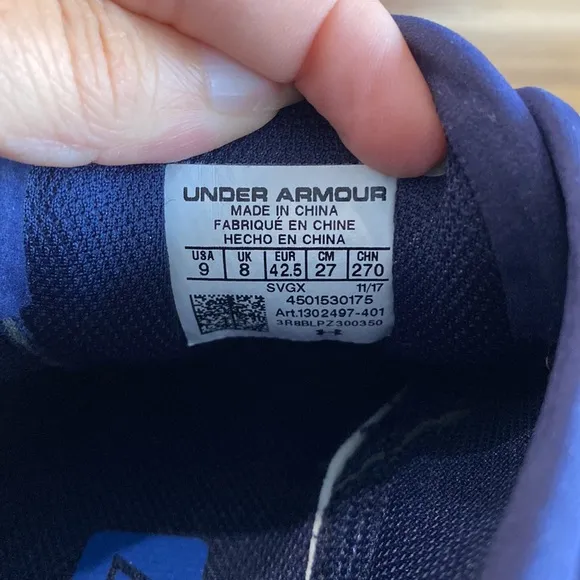 UNDER ARMOUR
MADE IN CHINA
FABRIQUÉ EN CHINE
HECHO EN CHINA
USA UK EUR CM CHN
9 8 42.5 27 270
SVGX 11/17
4501530175
Art.1302497-401
3R8BLPZ300350